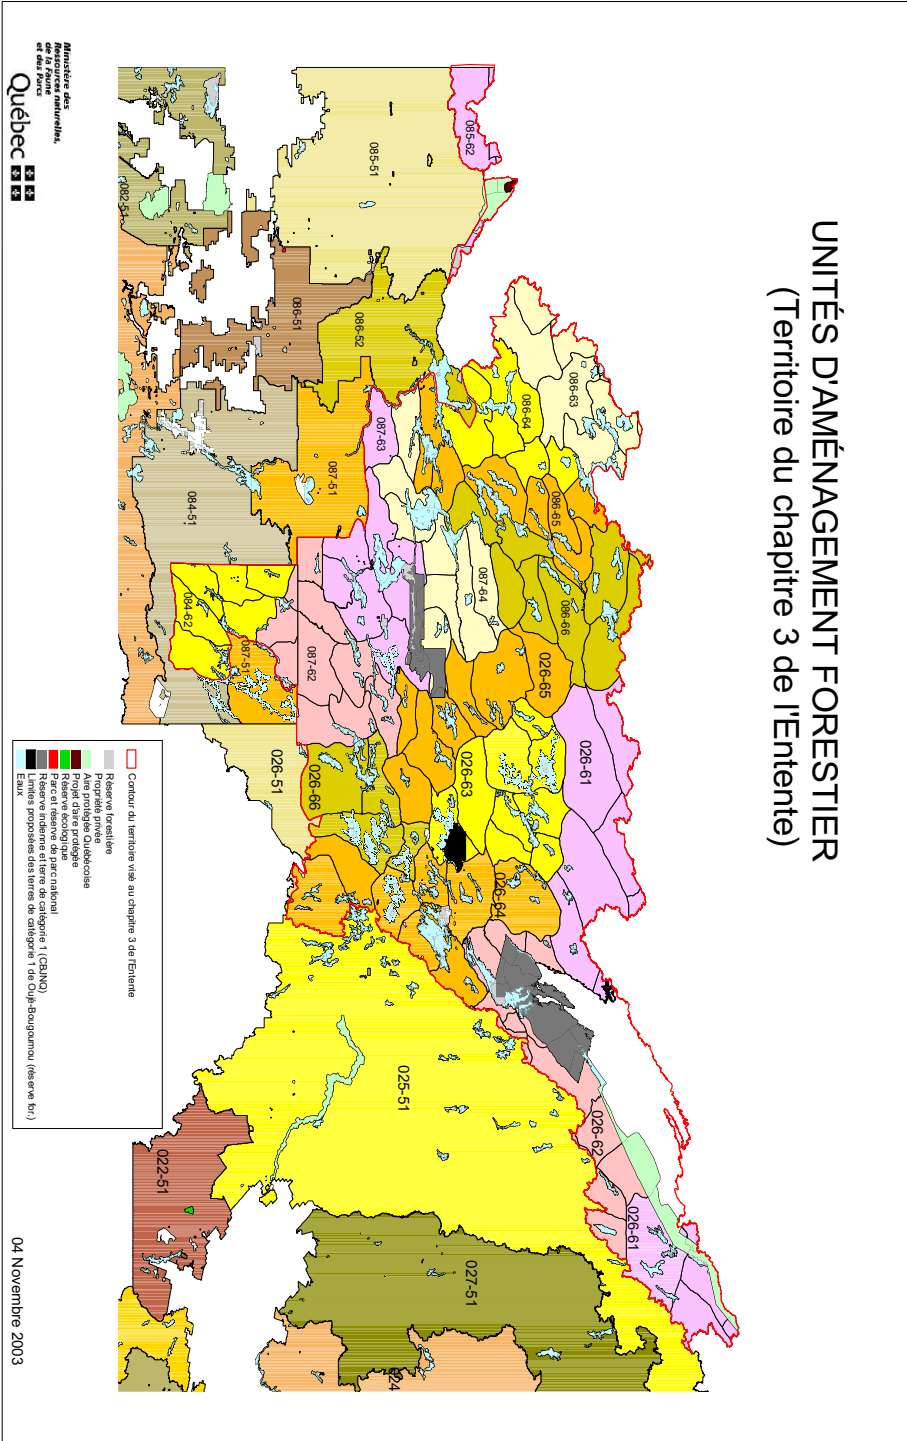 UNITÉS D'AMÉNAGEMENT FORESTIER
(Territoire du chapitre 3 de l'Entente)
085-62
085-51
082-51
086-51
086-52
086-63
086-64
086-65
086-66
087-63
087-51
087-64
084-51
084-62
087-51
087-62
026-65
026-61
026-63
026-66
026-51
026-64
025-51
026-62
026-61
022-51
027-51
024
Contour du territoire visé au chapitre 3 de l'Entente
Réserve forestière
Propriété privée
Aire protégée Québécoise
Projet d'aire protégée
Réserve écologique
Parc et réserve de parc national
Réserve indienne et terre de catégorie 1 (CBJNQ)
Limites proposées des terres de catégorie 1 de Oujé-Bougoumou (réserve for.)
Eaux
Ministère des
Ressources naturelles,
de la Faune
et des Parcs
Québec
04 Novembre 2003